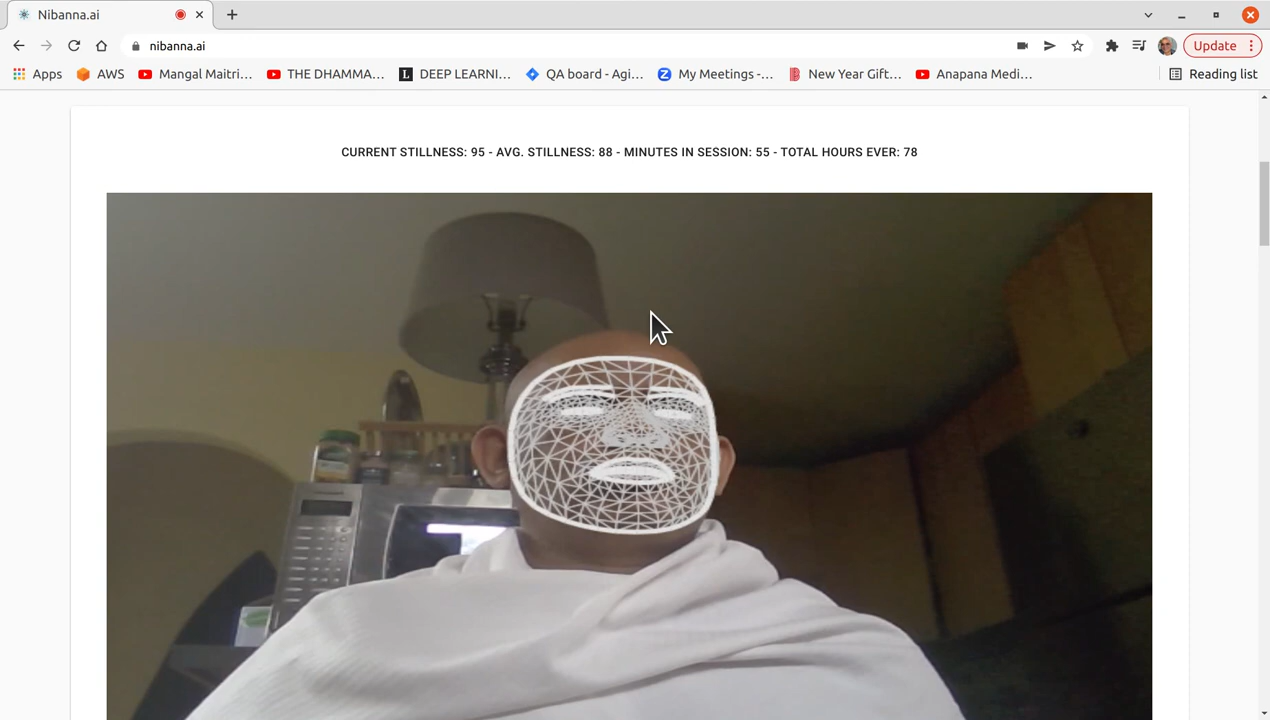 Nibanna.ai
nibanna.ai
Update
Apps AWS Mangal Maitri... THE DHAMMA... DEEP LEARNI... QA board - Agi... My Meetings -... New Year Gift... Anapana Medi... Reading list
CURRENT STILLNESS: 95 - AVG. STILLNESS: 88 - MINUTES IN SESSION: 55 - TOTAL HOURS EVER: 78